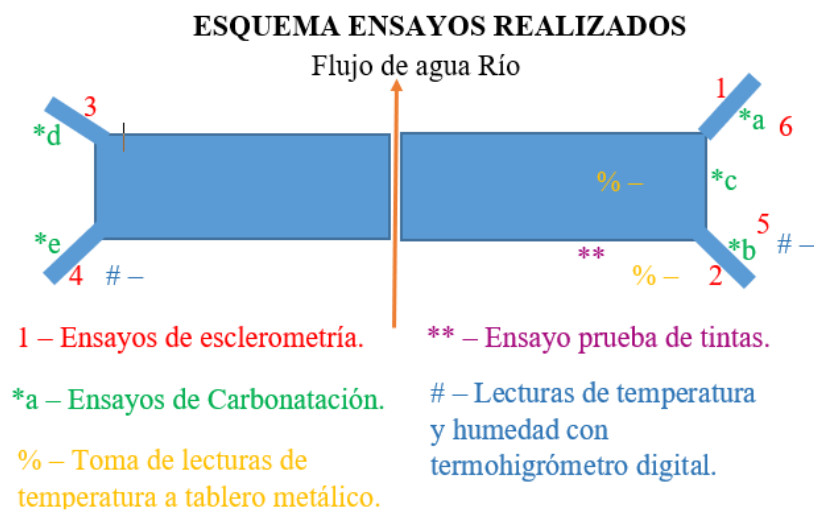 ESQUEMA ENSAYOS REALIZADOS
Flujo de agua Río
3
1
*d
*a 6
% –
*c
*e
5
*b # –
**
4 # –
% – 2
1 – Ensayos de esclerometría.
** – Ensayo prueba de tintas.
*a – Ensayos de Carbonatación.
# – Lecturas de temperatura
y humedad con
termohigrómetro digital.
% – Toma de lecturas de
temperatura a tablero metálico.